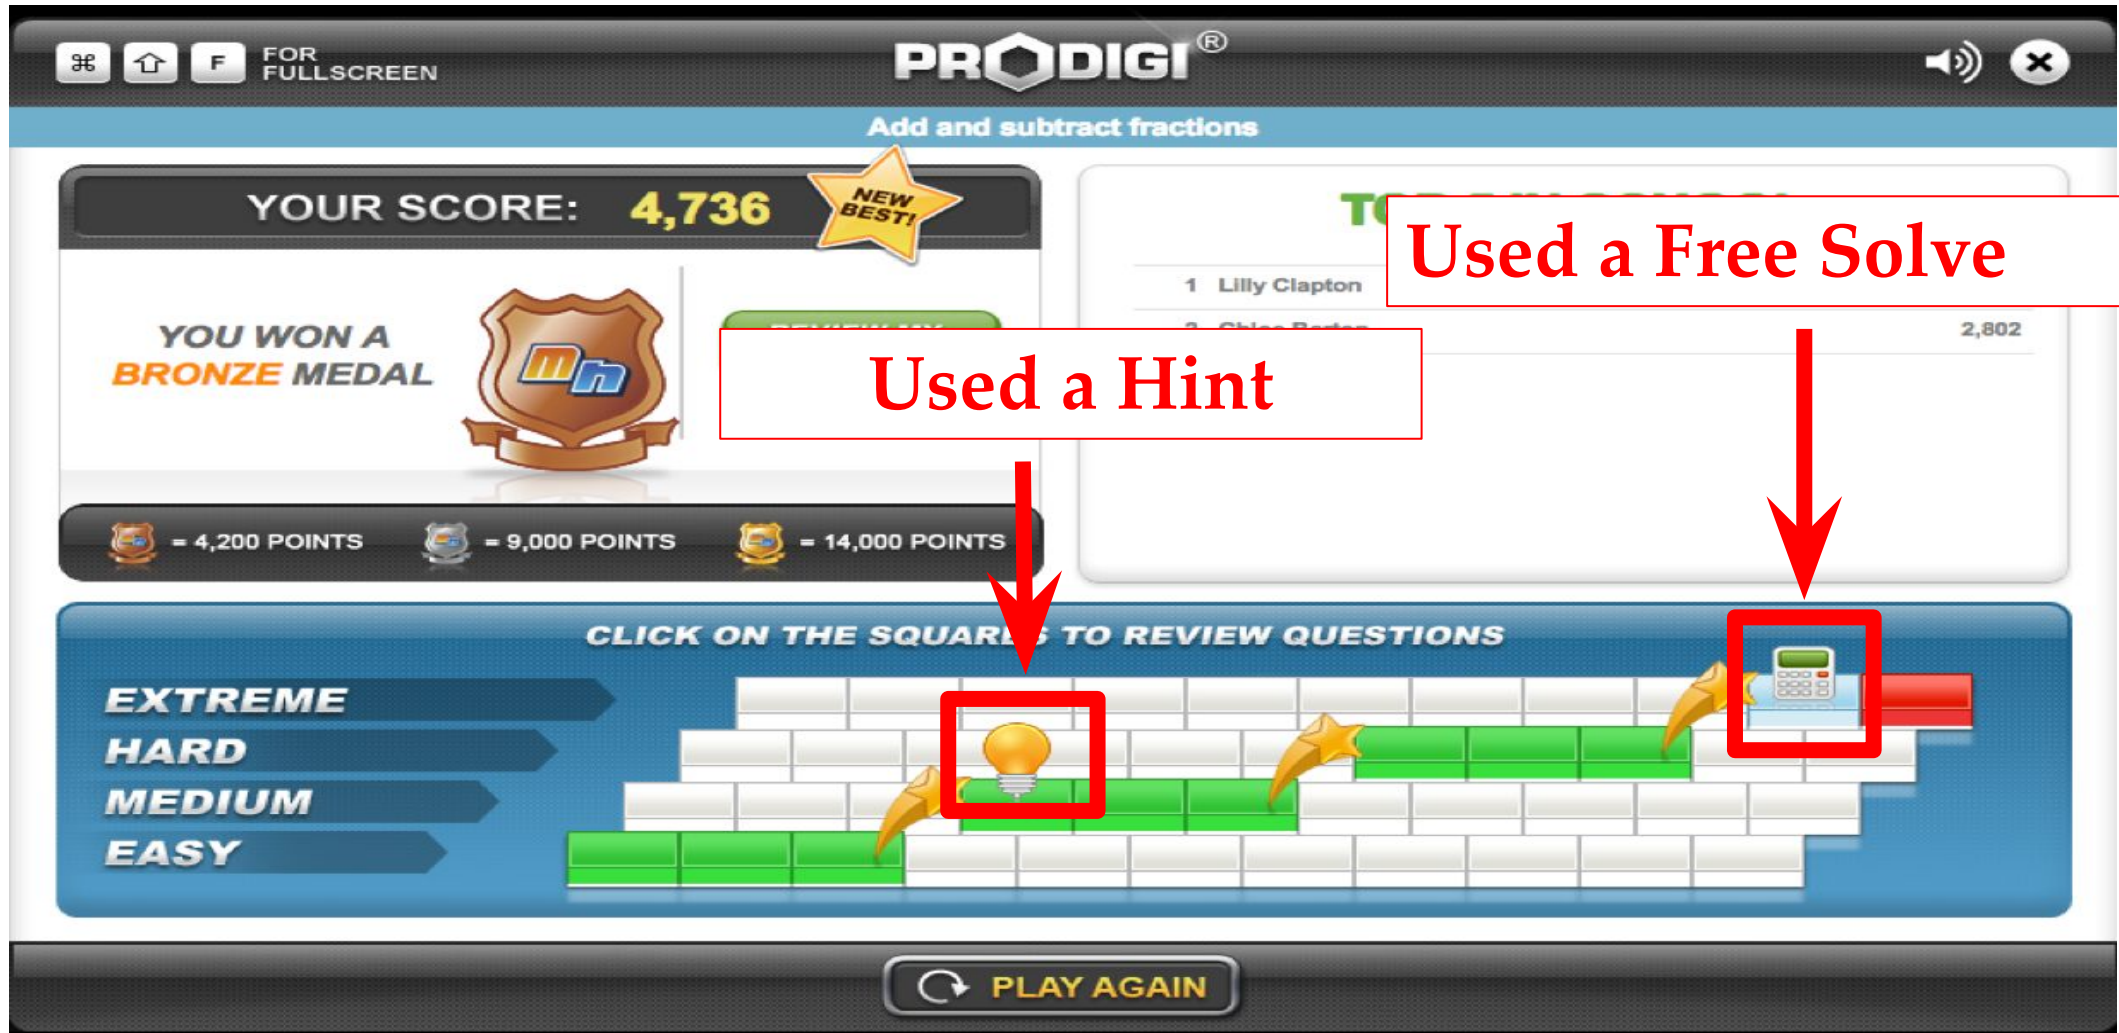 ⌘ ⇧ F FOR FULLSCREEN
PRODIGI®
Add and subtract fractions
YOUR SCORE: 4,736
NEW BEST!
YOU WON A
BRONZE MEDAL
mn
= 4,200 POINTS = 9,000 POINTS = 14,000 POINTS
Used a Free Solve
1 Lilly Clapton
2,802
Used a Hint
CLICK ON THE SQUARES TO REVIEW QUESTIONS
EXTREME
HARD
MEDIUM
EASY
PLAY AGAIN